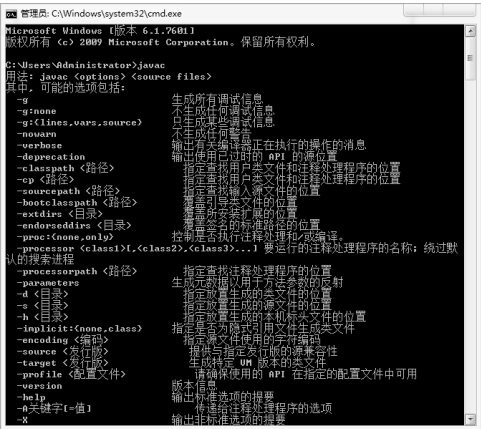 管理员: C:\Windows\system32\cmd.exe
Microsoft Windows [版本 6.1.7601]
版权所有 (c) 2009 Microsoft Corporation。保留所有权利。
C:\Users\Administrator>javac
用法: javac <options> <source files>
其中, 可能的选项包括:
-g 生成所有调试信息
-g:none 不生成任何调试信息
-g:{lines,vars,source} 只生成某些调试信息
-nowarn 不生成任何警告
-verbose 输出有关编译器正在执行的操作的消息
-deprecation 输出使用已过时的 API 的源位置
-classpath <路径> 指定查找用户类文件和注释处理程序的位置
-cp <路径> 指定查找用户类文件和注释处理程序的位置
-sourcepath <路径> 指定查找输入源文件的位置
-bootclasspath <路径> 覆盖引导类文件的位置
-extdirs <目录> 覆盖所安装扩展的位置
-endorseddirs <目录> 覆盖签名的标准路径的位置
-proc:{none,only} 控制是否执行注释处理和/或编译。
-processor <class1>[,<class2>,<class3>...] 要运行的注释处理程序的名称; 绕过默
认的搜索进程
-processorpath <路径> 指定查找注释处理程序的位置
-parameters 生成元数据以用于方法参数的反射
-d <目录> 指定放置生成的类文件的位置
-s <目录> 指定放置生成的源文件的位置
-h <目录> 指定放置生成的本机标头文件的位置
-implicit:{none,class} 指定是否为隐式引用文件生成类文件
-encoding <编码> 指定源文件使用的字符编码
-source <发行版> 提供与指定发行版的源兼容性
-target <发行版> 生成特定 VM 版本的类文件
-profile <配置文件> 请确保使用的 API 在指定的配置文件中可用
-version 版本信息
-help 输出标准选项的提要
-A关键字[=值] 传递给注释处理程序的选项
-X 输出非标准选项的提要